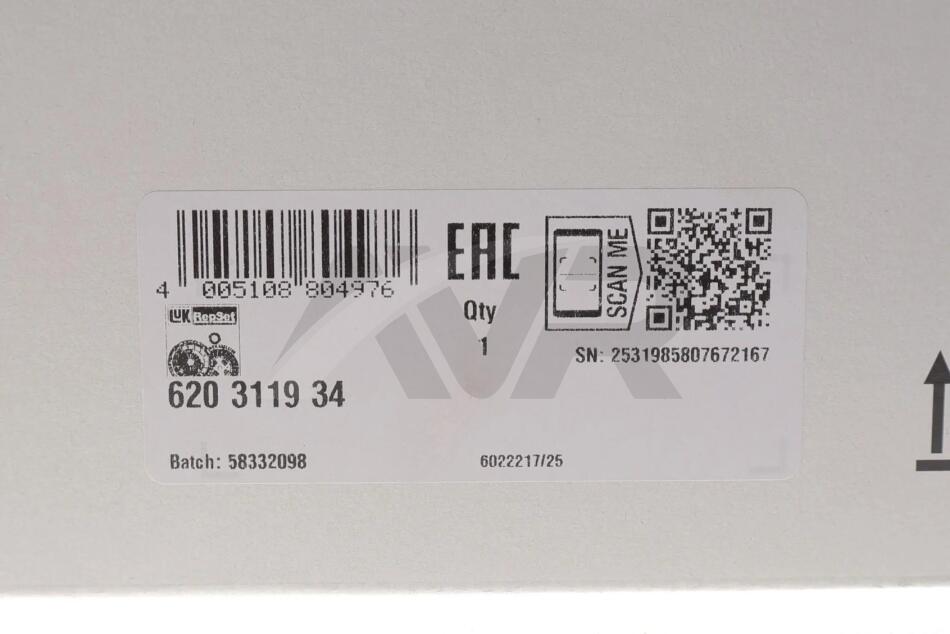 4 005108 804976
EAC
SCAN ME
Qty
1
LUK RepSet
SN: 2531985807672167
620 3119 34
Batch: 58332098
6022217/25
AVR